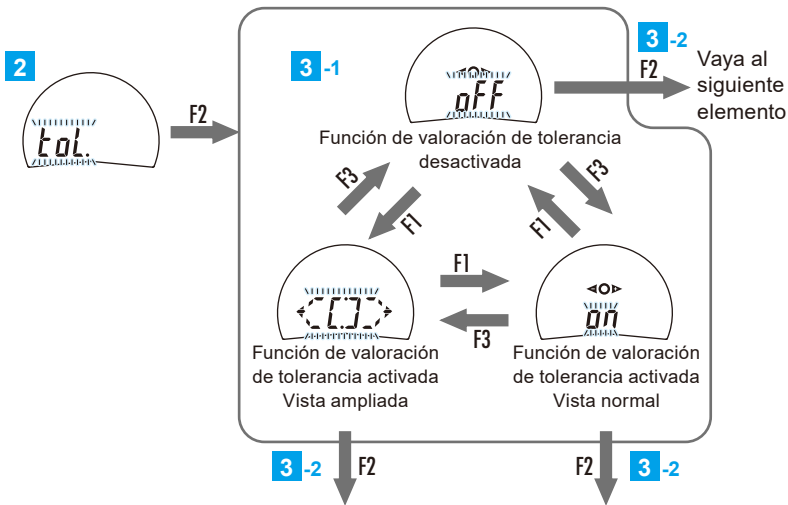 2
toL.
F2
3 -1
oFF
Función de valoración de tolerancia
desactivada
3 -2
F2
Vaya al
siguiente
elemento
F3
F1
F3
F1
F1
F3
Función de valoración
de tolerancia activada
Vista ampliada
on
Función de valoración
de tolerancia activada
Vista normal
3 -2
F2
F2
3 -2